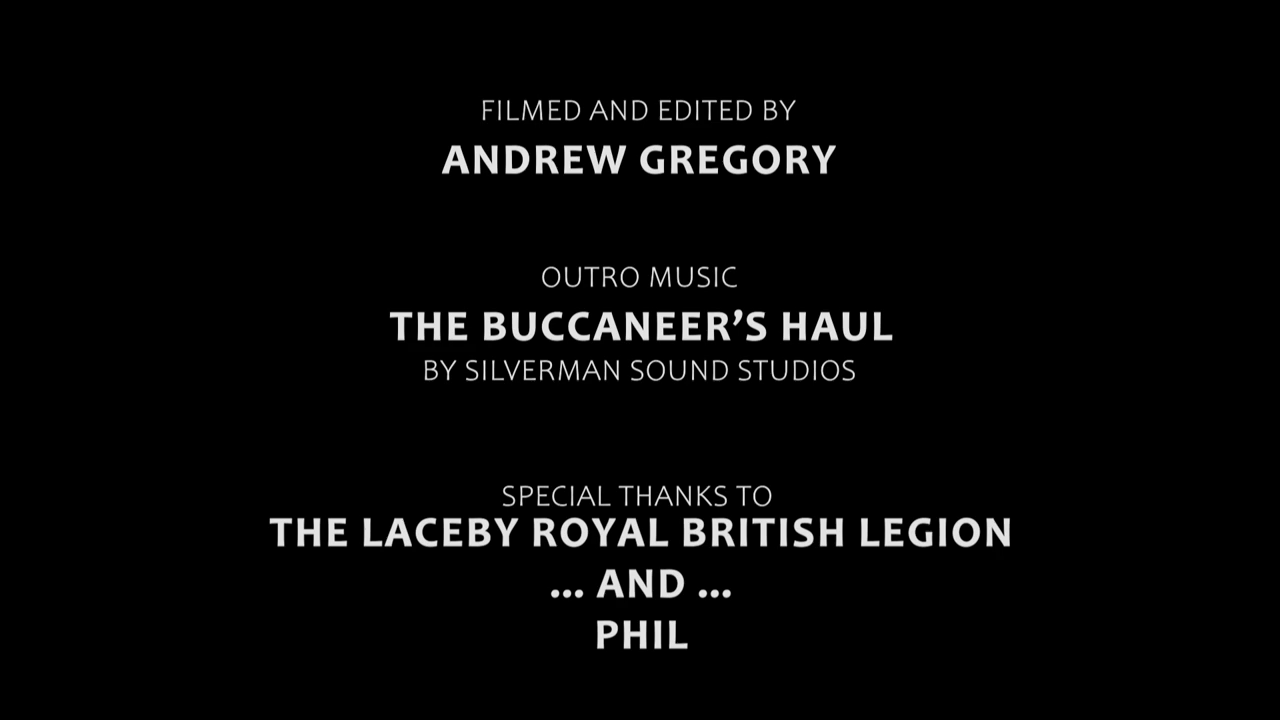 FILMED AND EDITED BY
ANDREW GREGORY
OUTRO MUSIC
THE BUCCANEER’S HAUL
BY SILVERMAN SOUND STUDIOS
SPECIAL THANKS TO
THE LACEBY ROYAL BRITISH LEGION
... AND ...
PHIL